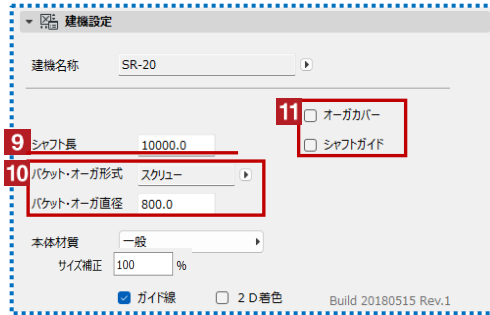 建機設定
建機名称 SR-20
11 オーガカバー
9 シャフト長 10000.0 シャフトガイド
10 バケット・オーガ形式 スクリュー
バケット・オーガ直径 800.0
本体材質 一般
サイズ補正 100 %
ガイド線 2D着色 Build 20180515 Rev.1